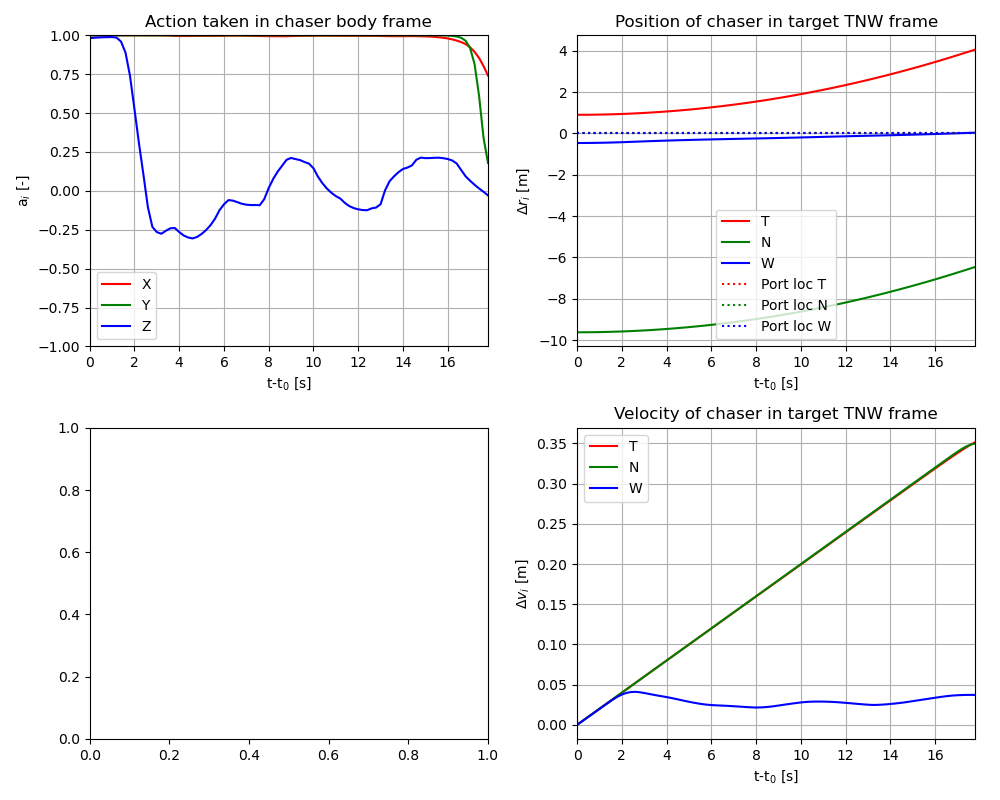 Action taken in chaser body frame
1.00
0.75
0.50
0.25
0.00
−0.25
−0.50
−0.75
−1.00
aᵢ [-]
X
Y
Z
0 2 4 6 8 10 12 14 16
t-t₀ [s]
Position of chaser in target TNW frame
4
2
0
−2
−4
−6
−8
−10
Δrᵢ [m]
T
N
W
Port loc T
Port loc N
Port loc W
0 2 4 6 8 10 12 14 16
t-t₀ [s]
1.0
0.8
0.6
0.4
0.2
0.0
0.0 0.2 0.4 0.6 0.8 1.0
Velocity of chaser in target TNW frame
0.35
0.30
0.25
0.20
0.15
0.10
0.05
0.00
Δvᵢ [m]
T
N
W
0 2 4 6 8 10 12 14 16
t-t₀ [s]